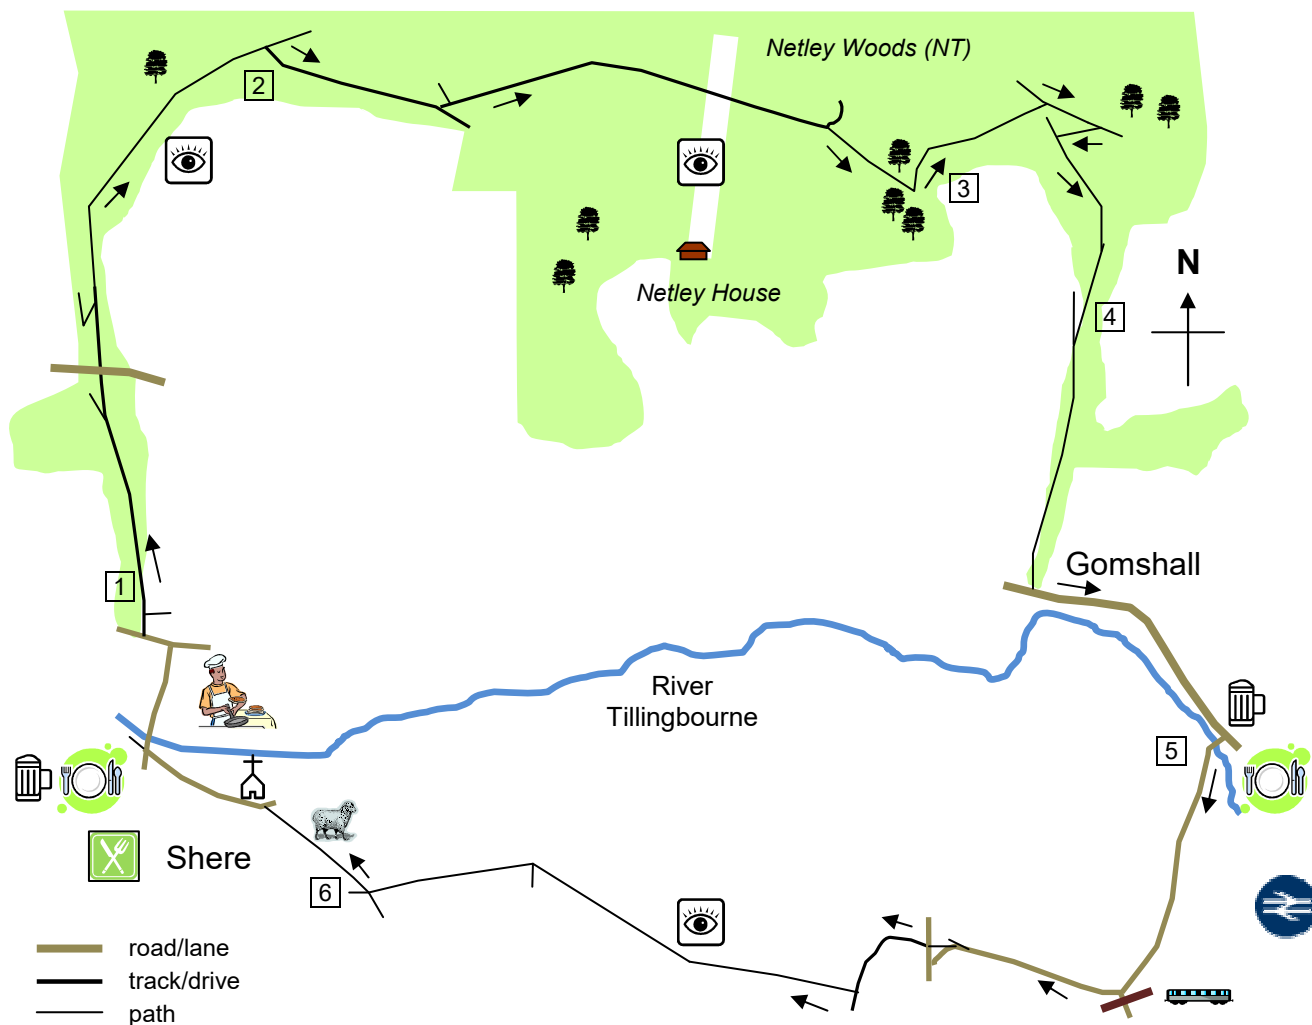 Netley Woods (NT)
2
3
Netley House
N
4
Gomshall
1
River
Tillingbourne
5
Shere
6
road/lane
track/drive
path